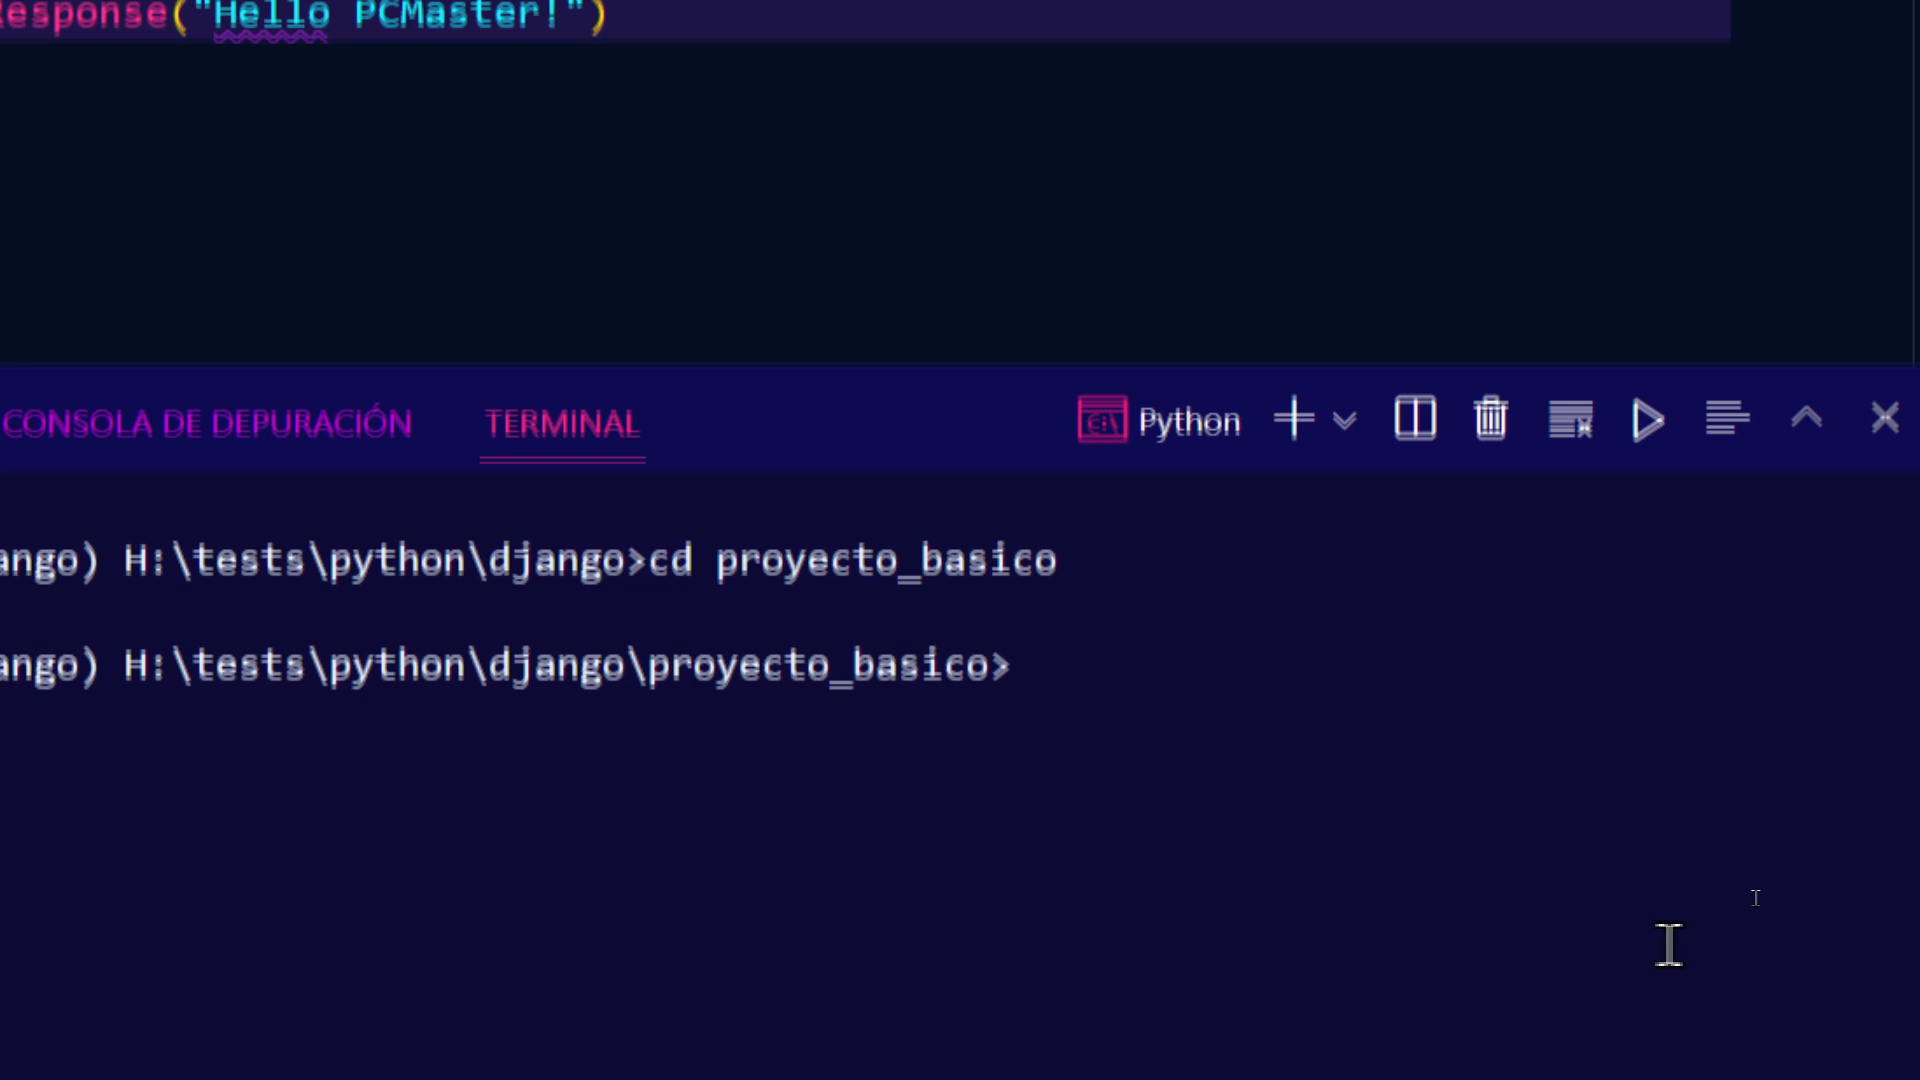 esponse("Hello PCMaster!")
CONSOLA DE DEPURACIÓN TERMINAL Python
ango) H:\tests\python\django>cd proyecto_basico
ango) H:\tests\python\django\proyecto_basico>